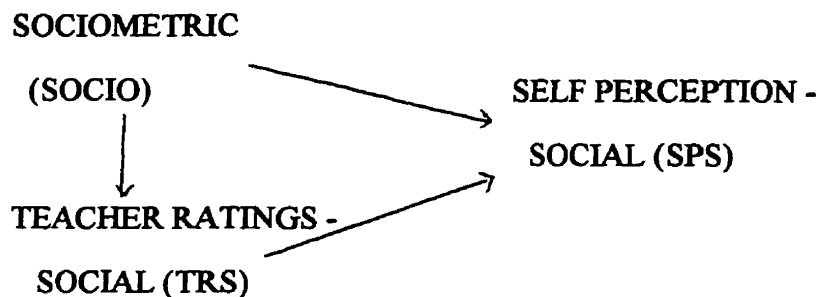 SOCIOMETRIC
(SOCIO)
SELF PERCEPTION -
SOCIAL (SPS)
TEACHER RATINGS -
SOCIAL (TRS)